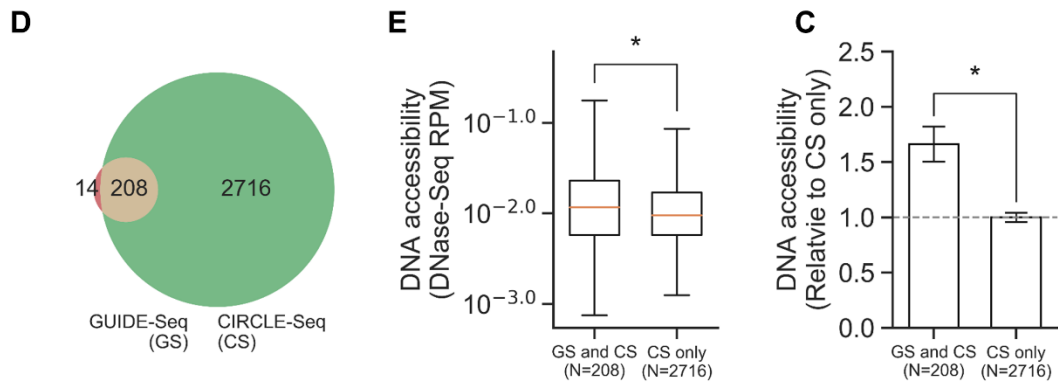 D
14 208 2716
GUIDE-Seq CIRCLE-Seq
(GS) (CS)
E
*
DNA accessibility
(DNase-Seq RPM)
10^−1.0
10^−2.0
10^−3.0
GS and CS CS only
(N=208) (N=2716)
C
*
DNA accessibility
(Relatvie to CS only)
2.5
2.0
1.5
1.0
0.5
0.0
GS and CS CS only
(N=208) (N=2716)